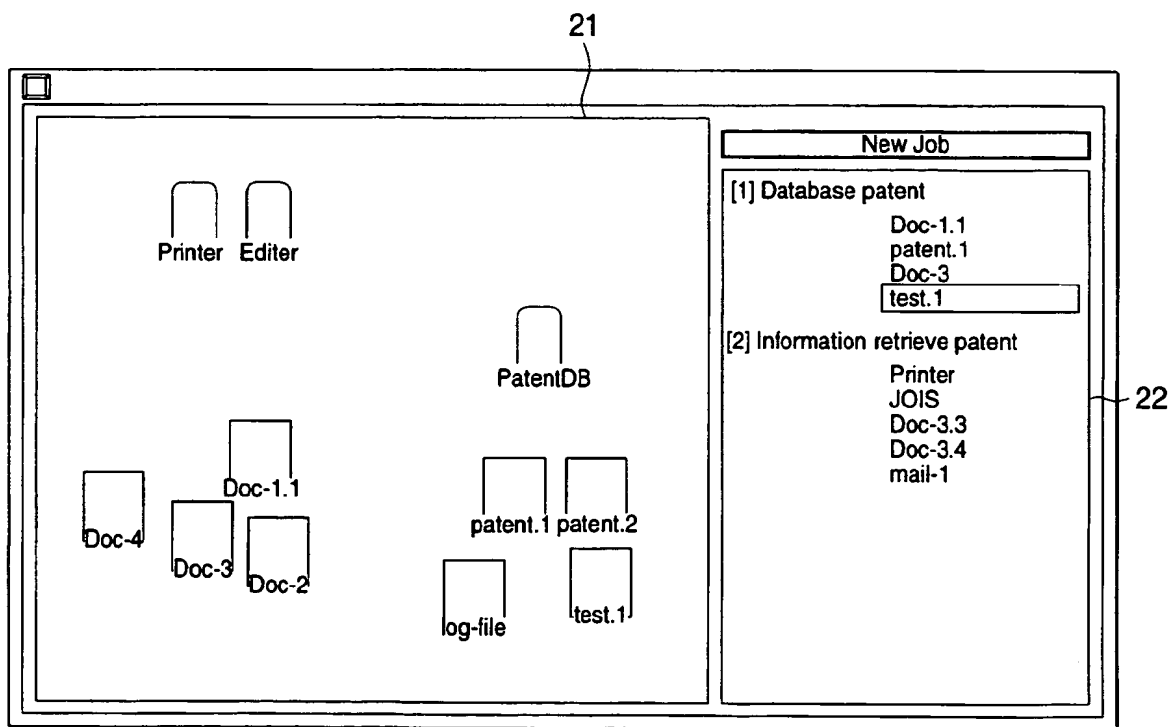 21
New Job
[1] Database patent
Doc-1.1
patent.1
Doc-3
test.1
[2] Information retrieve patent
Printer
JOIS
Doc-3.3
Doc-3.4
mail-1
22
Printer Editer
PatentDB
Doc-1.1
Doc-4
Doc-3
Doc-2
patent.1 patent.2
log-file
test.1